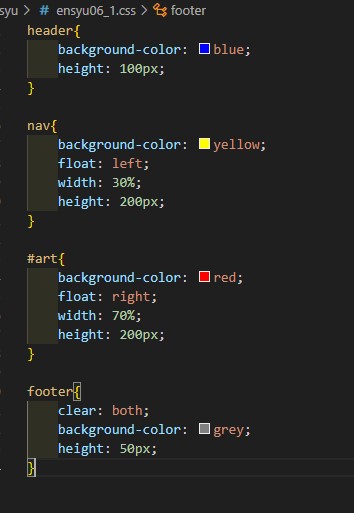 syu > ensyu06_1.css > footer
header{
background-color: blue;
height: 100px;
}
nav{
background-color: yellow;
float: left;
width: 30%;
height: 200px;
}
#art{
background-color: red;
float: right;
width: 70%;
height: 200px;
}
footer{
clear: both;
background-color: grey;
height: 50px;
}